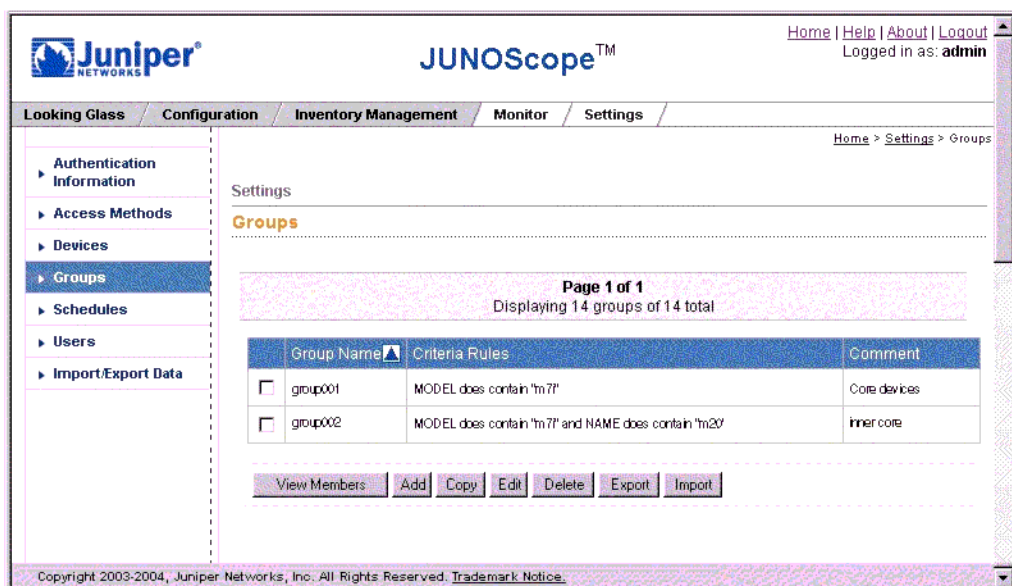 Juniper®
NETWORKS
JUNOScope™
Home | Help | About | Logout
Logged in as: admin
Looking Glass / Configuration / Inventory Management / Monitor / Settings /
Home > Settings > Groups
Authentication
Information
Access Methods
Devices
Groups
Schedules
Users
Import/Export Data
Settings
Groups
Page 1 of 1
Displaying 14 groups of 14 total
Group Name Criteria Rules Comment
group001 MODEL does contain "m7i" Core devices
group002 MODEL does contain "m7i" and NAME does contain "m20" inner core
View Members Add Copy Edit Delete Export Import
Copyright 2003-2004, Juniper Networks, Inc. All Rights Reserved. Trademark Notice.